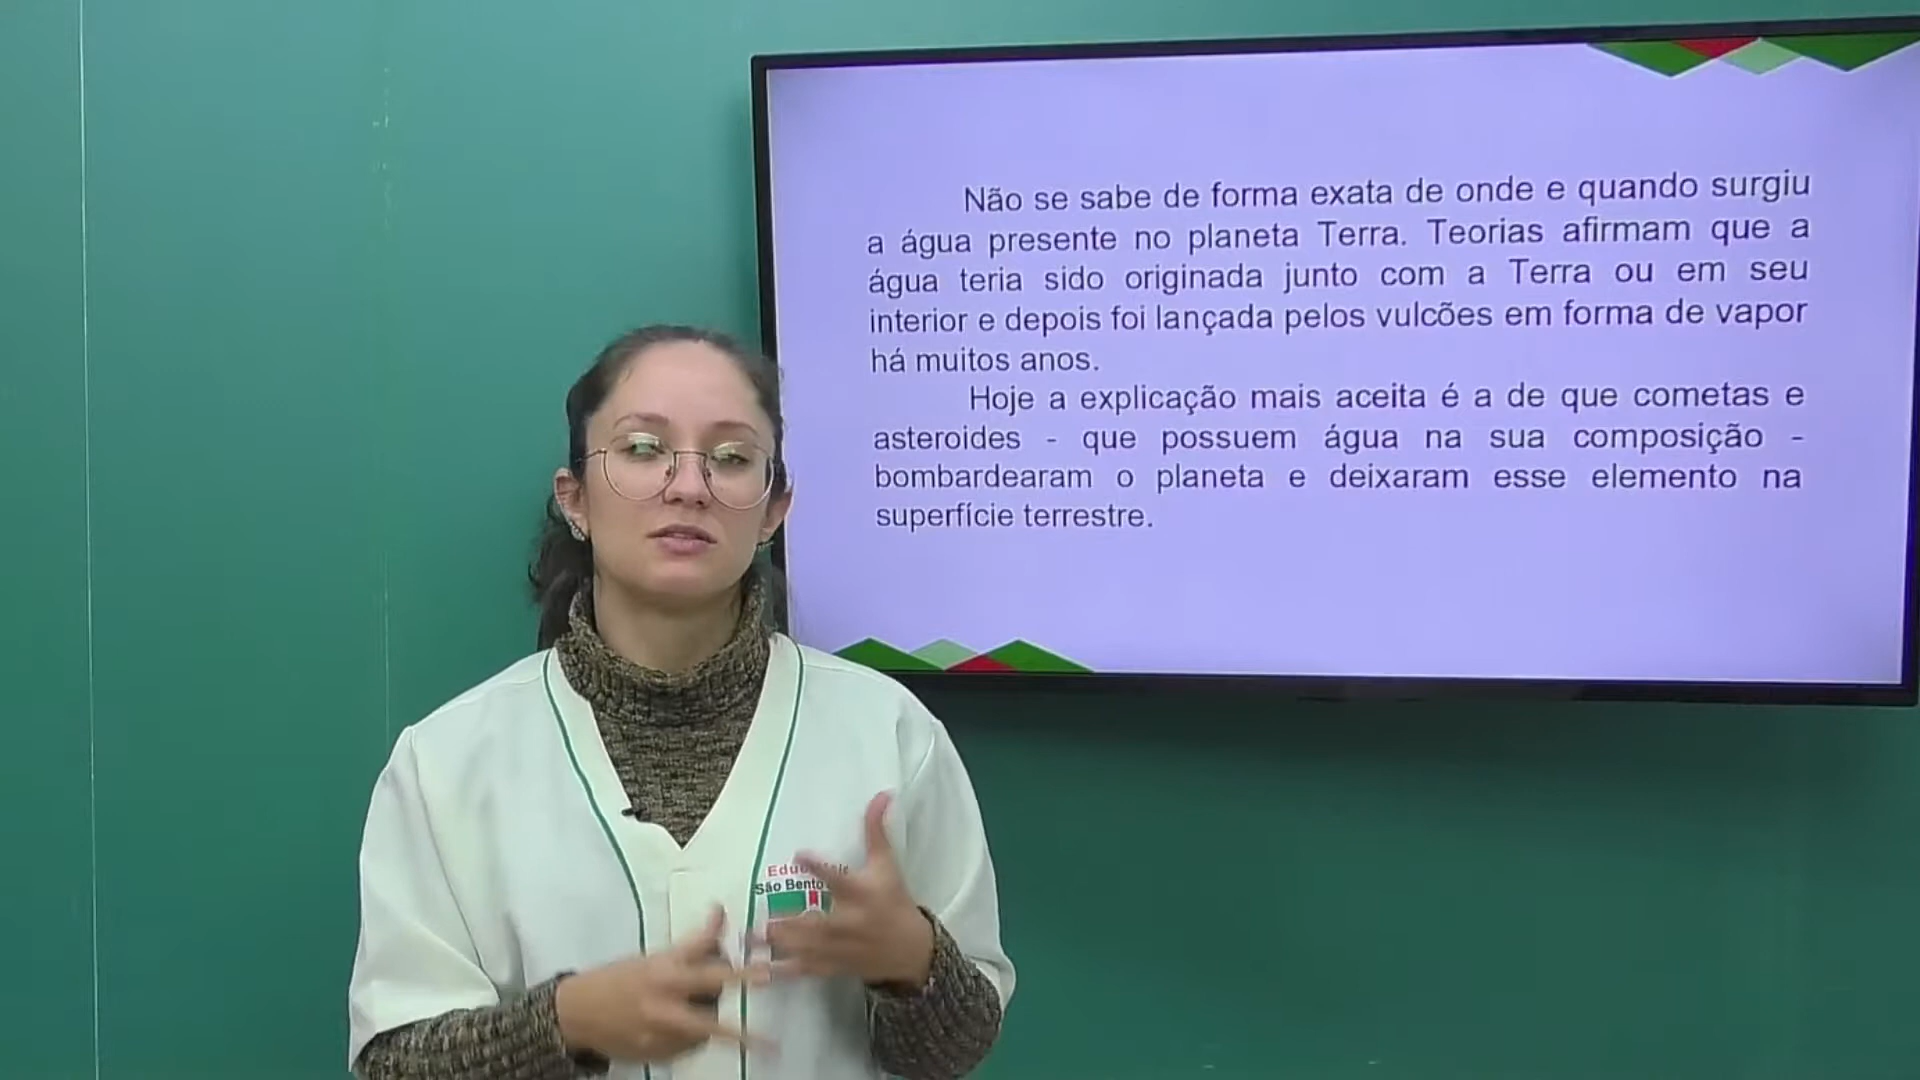 Não se sabe de forma exata de onde e quando surgiu
a água presente no planeta Terra. Teorias afirmam que a
água teria sido originada junto com a Terra ou em seu
interior e depois foi lançada pelos vulcões em forma de vapor
há muitos anos.
Hoje a explicação mais aceita é a de que cometas e
asteroides - que possuem água na sua composição -
bombardearam o planeta e deixaram esse elemento na
superfície terrestre.
São Bento